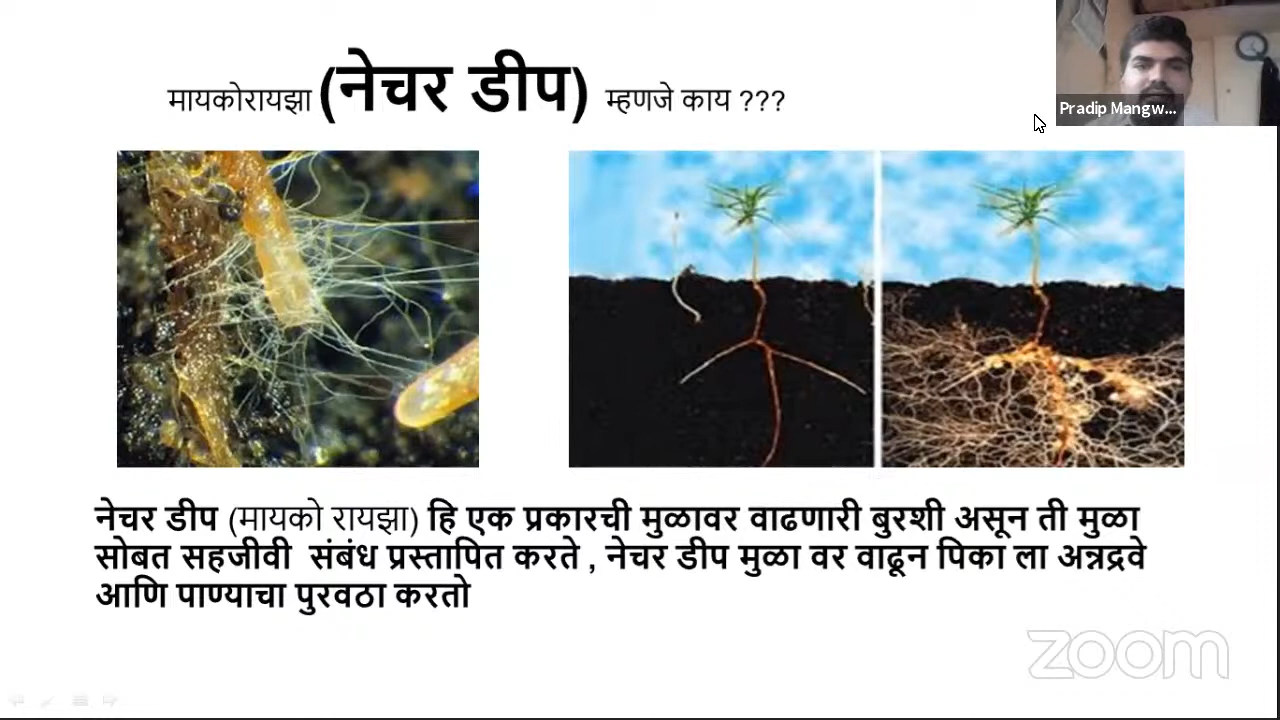 मायकोरायझा (नेचर डीप) म्हणजे काय ???
Pradip Mangw...
नेचर डीप (मायको रायझा) हि एक प्रकारची मुळावर वाढणारी बुरशी असून ती मुळा
सोबत सहजीवी संबंध प्रस्तापित करते , नेचर डीप मुळा वर वाढून पिका ला अन्नद्रवे
आणि पाण्याचा पुरवठा करतो
zoom